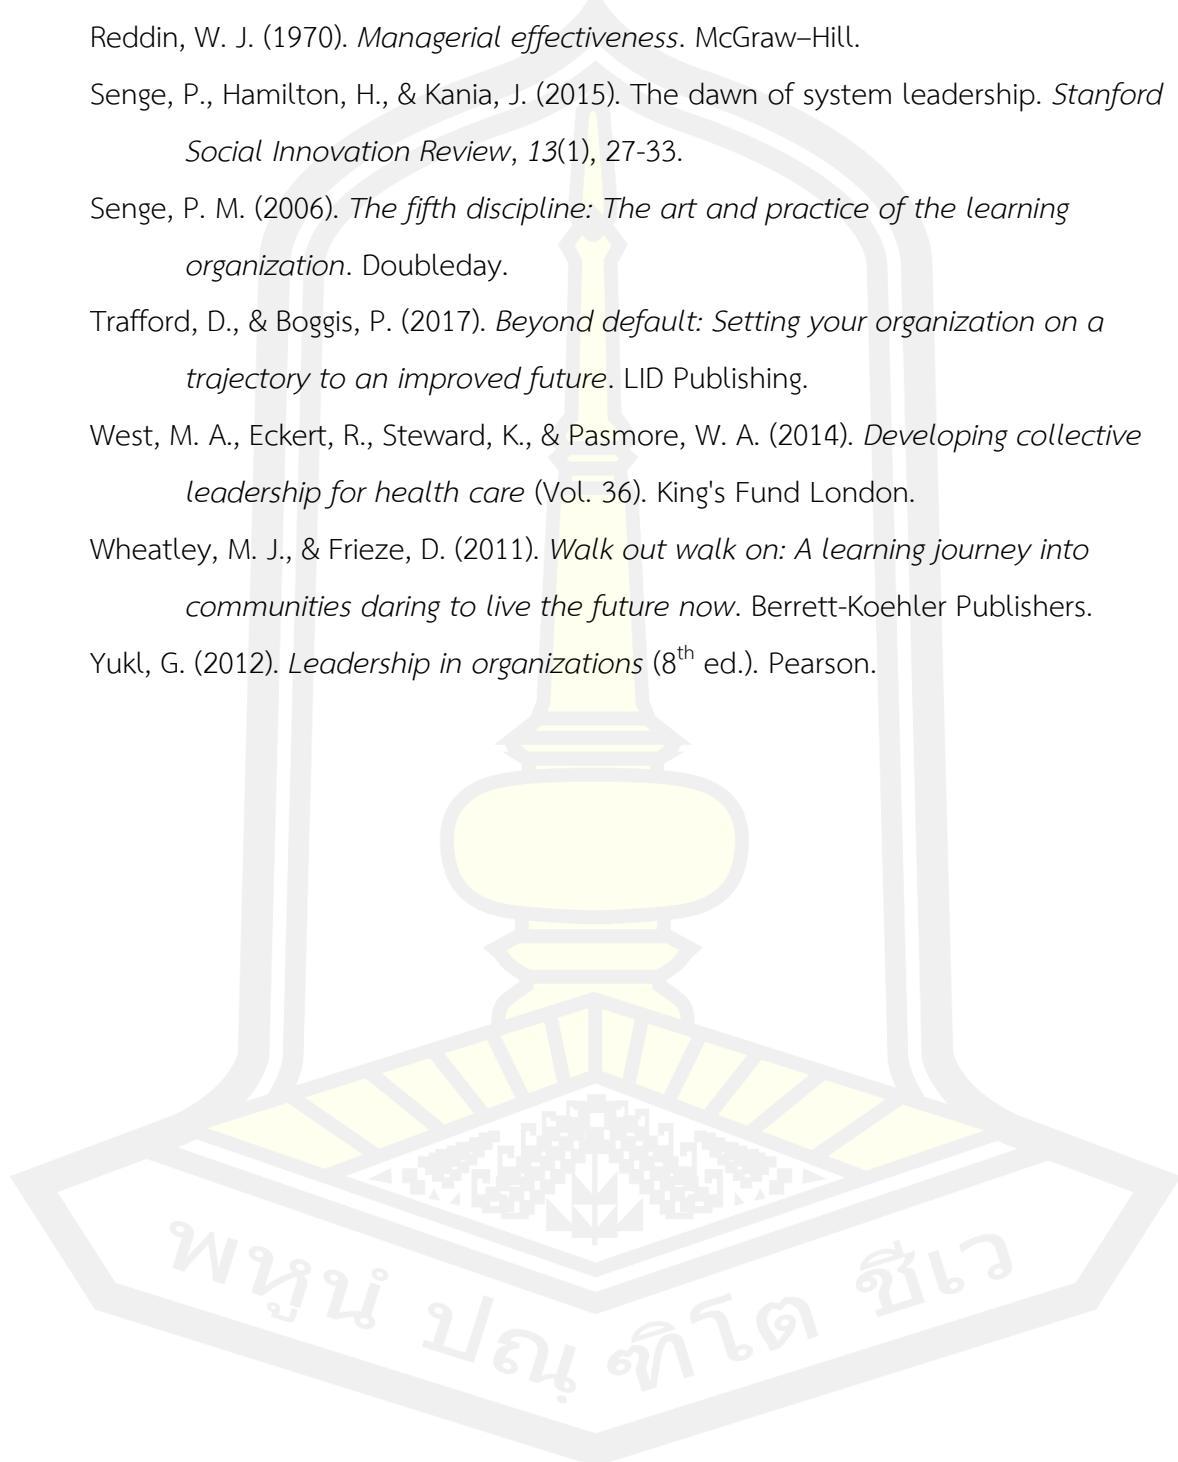 Reddin, W. J. (1970). Managerial effectiveness. McGraw–Hill.
Senge, P., Hamilton, H., & Kania, J. (2015). The dawn of system leadership. Stanford
Social Innovation Review, 13(1), 27-33.
Senge, P. M. (2006). The fifth discipline: The art and practice of the learning
organization. Doubleday.
Trafford, D., & Boggis, P. (2017). Beyond default: Setting your organization on a
trajectory to an improved future. LID Publishing.
West, M. A., Eckert, R., Steward, K., & Pasmore, W. A. (2014). Developing collective
leadership for health care (Vol. 36). King's Fund London.
Wheatley, M. J., & Frieze, D. (2011). Walk out walk on: A learning journey into
communities daring to live the future now. Berrett-Koehler Publishers.
Yukl, G. (2012). Leadership in organizations (8th ed.). Pearson.
พหูนํ ปณฺฑิโต ชีเว